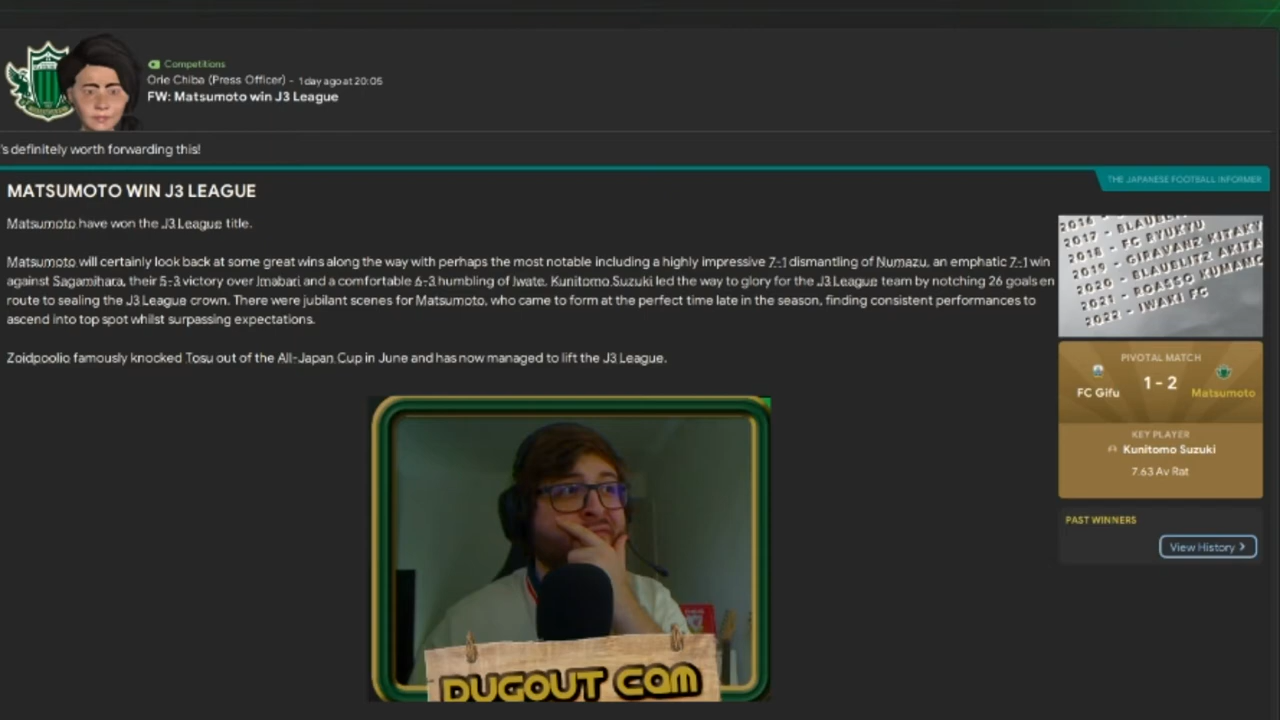 Competitions
Orie Chiba (Press Officer) - 1 day ago at 20:05
FW: Matsumoto win J3 League
's definitely worth forwarding this!
THE JAPANESE FOOTBALL INFORMER
MATSUMOTO WIN J3 LEAGUE
Matsumoto have won the J3 League title.
Matsumoto will certainly look back at some great wins along the way with perhaps the most notable including a highly impressive 7-1 dismantling of Numazu, an emphatic 7-1 win
against Sagamihara, their 5-3 victory over Imabari and a comfortable 6-3 humbling of Iwate. Kunitomo Suzuki led the way to glory for the J3 League team by notching 26 goals en
route to sealing the J3 League crown. There were jubilant scenes for Matsumoto, who came to form at the perfect time late in the season, finding consistent performances to
ascend into top spot whilst surpassing expectations.
Zoidpoolio famously knocked Tosu out of the All-Japan Cup in June and has now managed to lift the J3 League.
2016 -
2017 - BLAUBLIT
2018 - FC RYUKYU
2019 - GIRAVANZ KITAKY
2020 - BLAUBLITZ AKITA
2021 - ROASSO KUMAMO
2022 - IWAKI FC
PIVOTAL MATCH
FC Gifu 1 - 2 Matsumoto
KEY PLAYER
Kunitomo Suzuki
7.63 Av Rat
PAST WINNERS
View History >
DUGOUT CAM